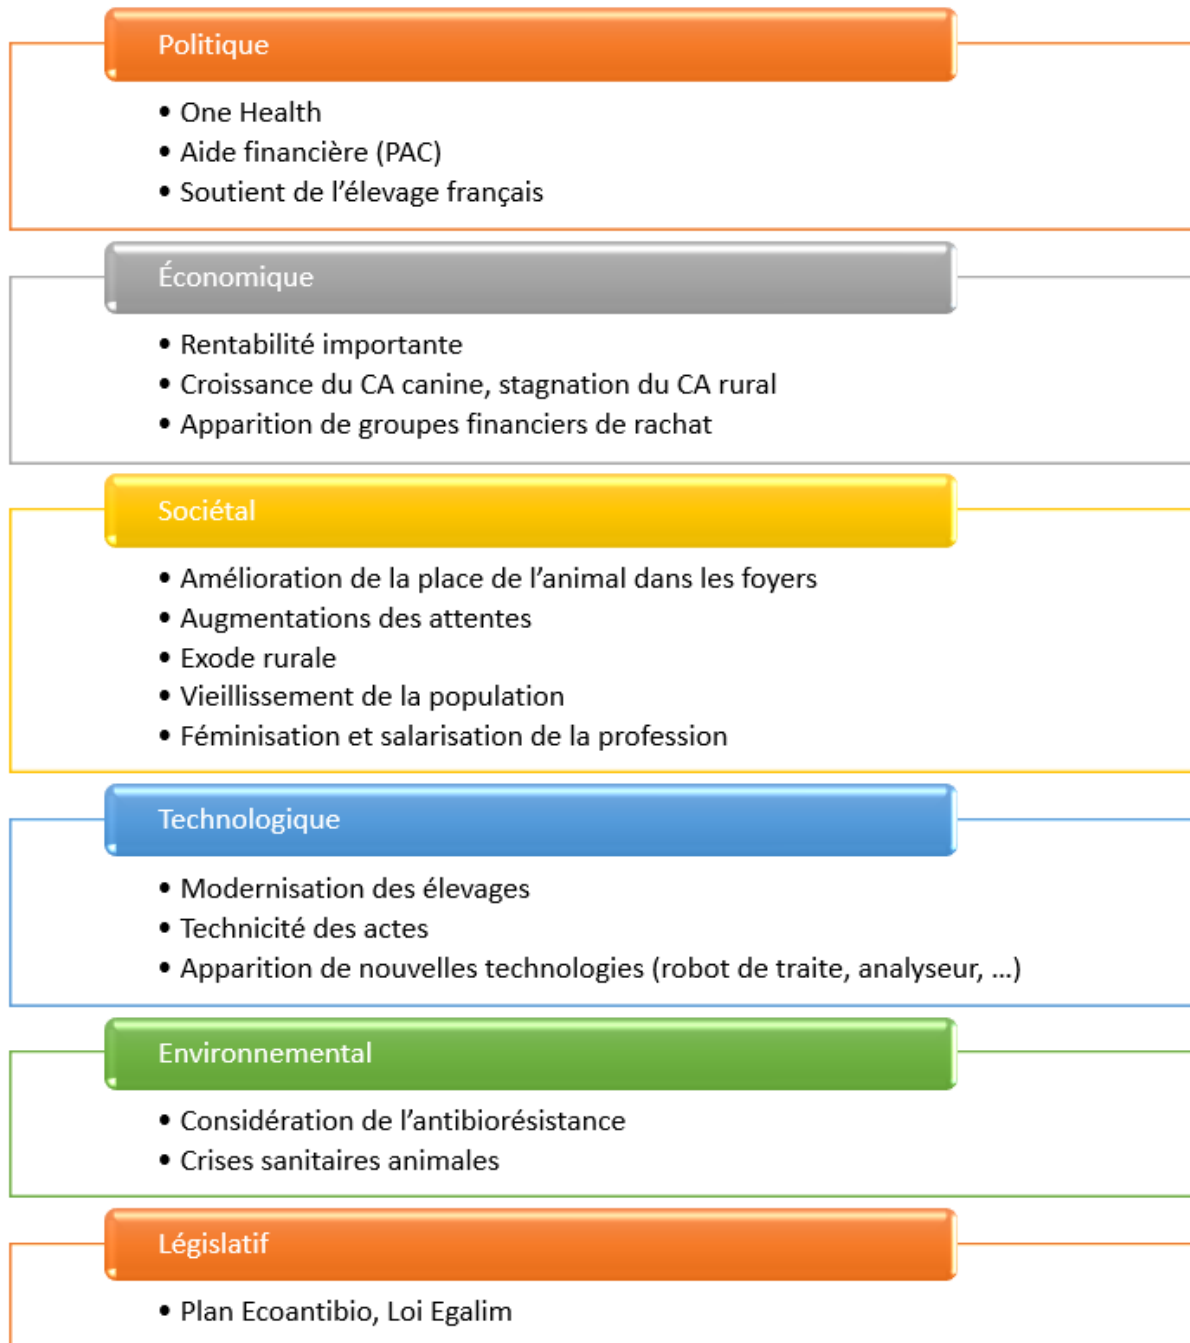 Politique
• One Health
• Aide financière (PAC)
• Soutient de l’élevage français
Économique
• Rentabilité importante
• Croissance du CA canine, stagnation du CA rural
• Apparition de groupes financiers de rachat
Sociétal
• Amélioration de la place de l’animal dans les foyers
• Augmentations des attentes
• Exode rurale
• Vieillissement de la population
• Féminisation et salarisation de la profession
Technologique
• Modernisation des élevages
• Technicité des actes
• Apparition de nouvelles technologies (robot de traite, analyseur, …)
Environnemental
• Considération de l’antibiorésistance
• Crises sanitaires animales
Législatif
• Plan Ecoantibio, Loi Egalim